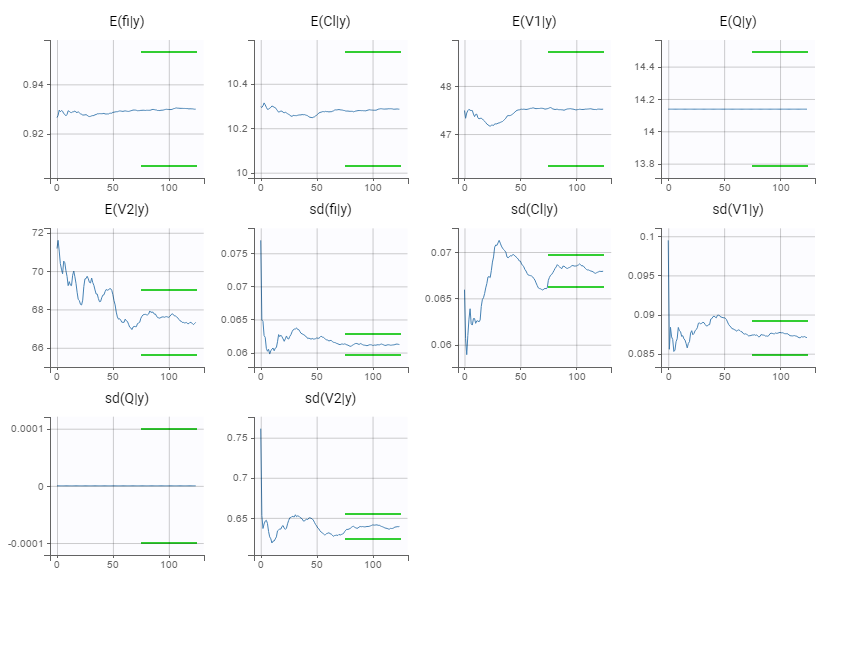 E(fi|y) E(Cl|y) E(V1|y) E(Q|y)
0.94 0.92 0 50 100
10.4 10.2 10 0 50 100
48 47 0 50 100
14.4 14.2 14 13.8 0 50 100
E(V2|y) sd(fi|y) sd(Cl|y) sd(V1|y)
72 70 68 66 0 50 100
0.075 0.07 0.065 0.06 0 50 100
0.07 0.065 0.06 0 50 100
0.1 0.095 0.09 0.085 0 50 100
sd(Q|y) sd(V2|y)
0.0001 0 -0.0001 0 50 100
0.75 0.7 0.65 0 50 100